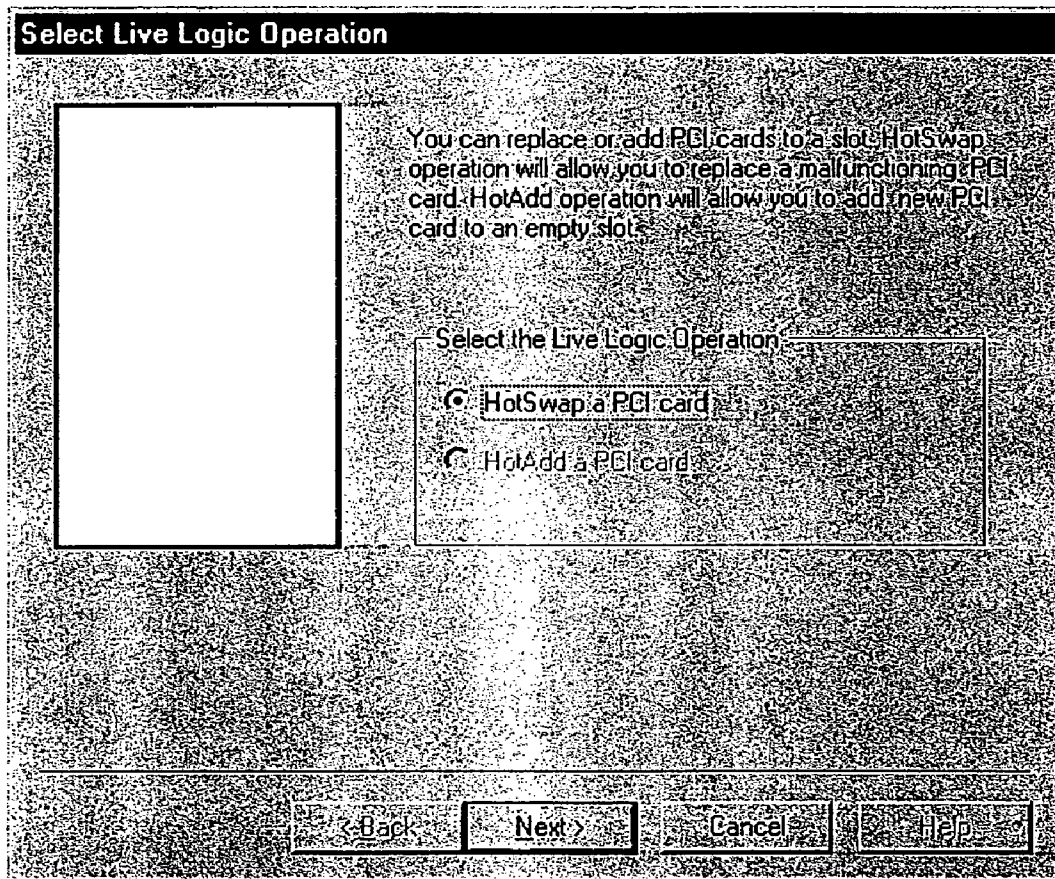 Select Live Logic Operation
You can replace or add PCI cards to a slot. HotSwap
operation will allow you to replace a malfunctioning PCI
card. HotAdd operation will allow you to add new PCI
card to an empty slot.
Select the Live Logic Operation
HotSwap a PCI card
HotAdd a PCI card
< Back
Next >
Cancel
Help